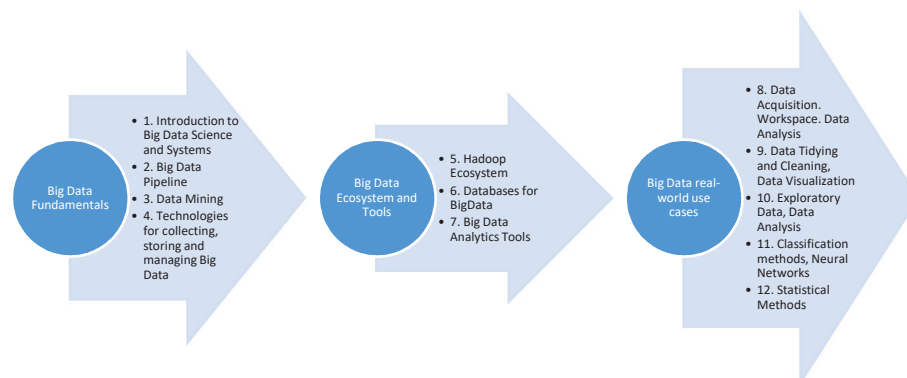 Big Data
Fundamentals
• 1. Introduction to
Big Data Science
and Systems
• 2. Big Data
Pipeline
• 3. Data Mining
• 4. Technologies
for collecting,
storing and
managing Big
Data
Big Data
Ecosystem and
Tools
• 5. Hadoop
Ecosystem
• 6. Databases for
BigData
• 7. Big Data
Analytics Tools
Big Data real-
world use
cases
• 8. Data
Acquisition.
Workspace. Data
Analysis
• 9. Data Tidying
and Cleaning,
Data Visualization
• 10. Exploratory
Data, Data
Analysis
• 11. Classification
methods, Neural
Networks
• 12. Statistical
Methods